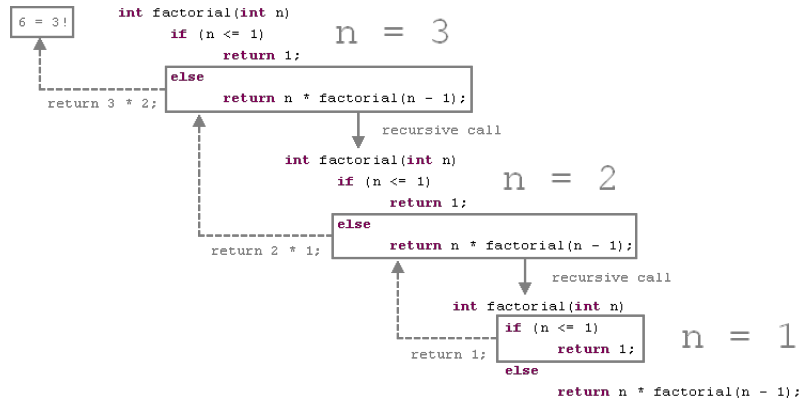 6 = 3!
int factorial(int n)
if (n <= 1)
return 1;
else
return n * factorial(n - 1);
n = 3
return 3 * 2;
recursive call
int factorial(int n)
if (n <= 1)
return 1;
else
return n * factorial(n - 1);
n = 2
return 2 * 1;
recursive call
int factorial(int n)
if (n <= 1)
return 1;
else
return n * factorial(n - 1);
n = 1
return 1;